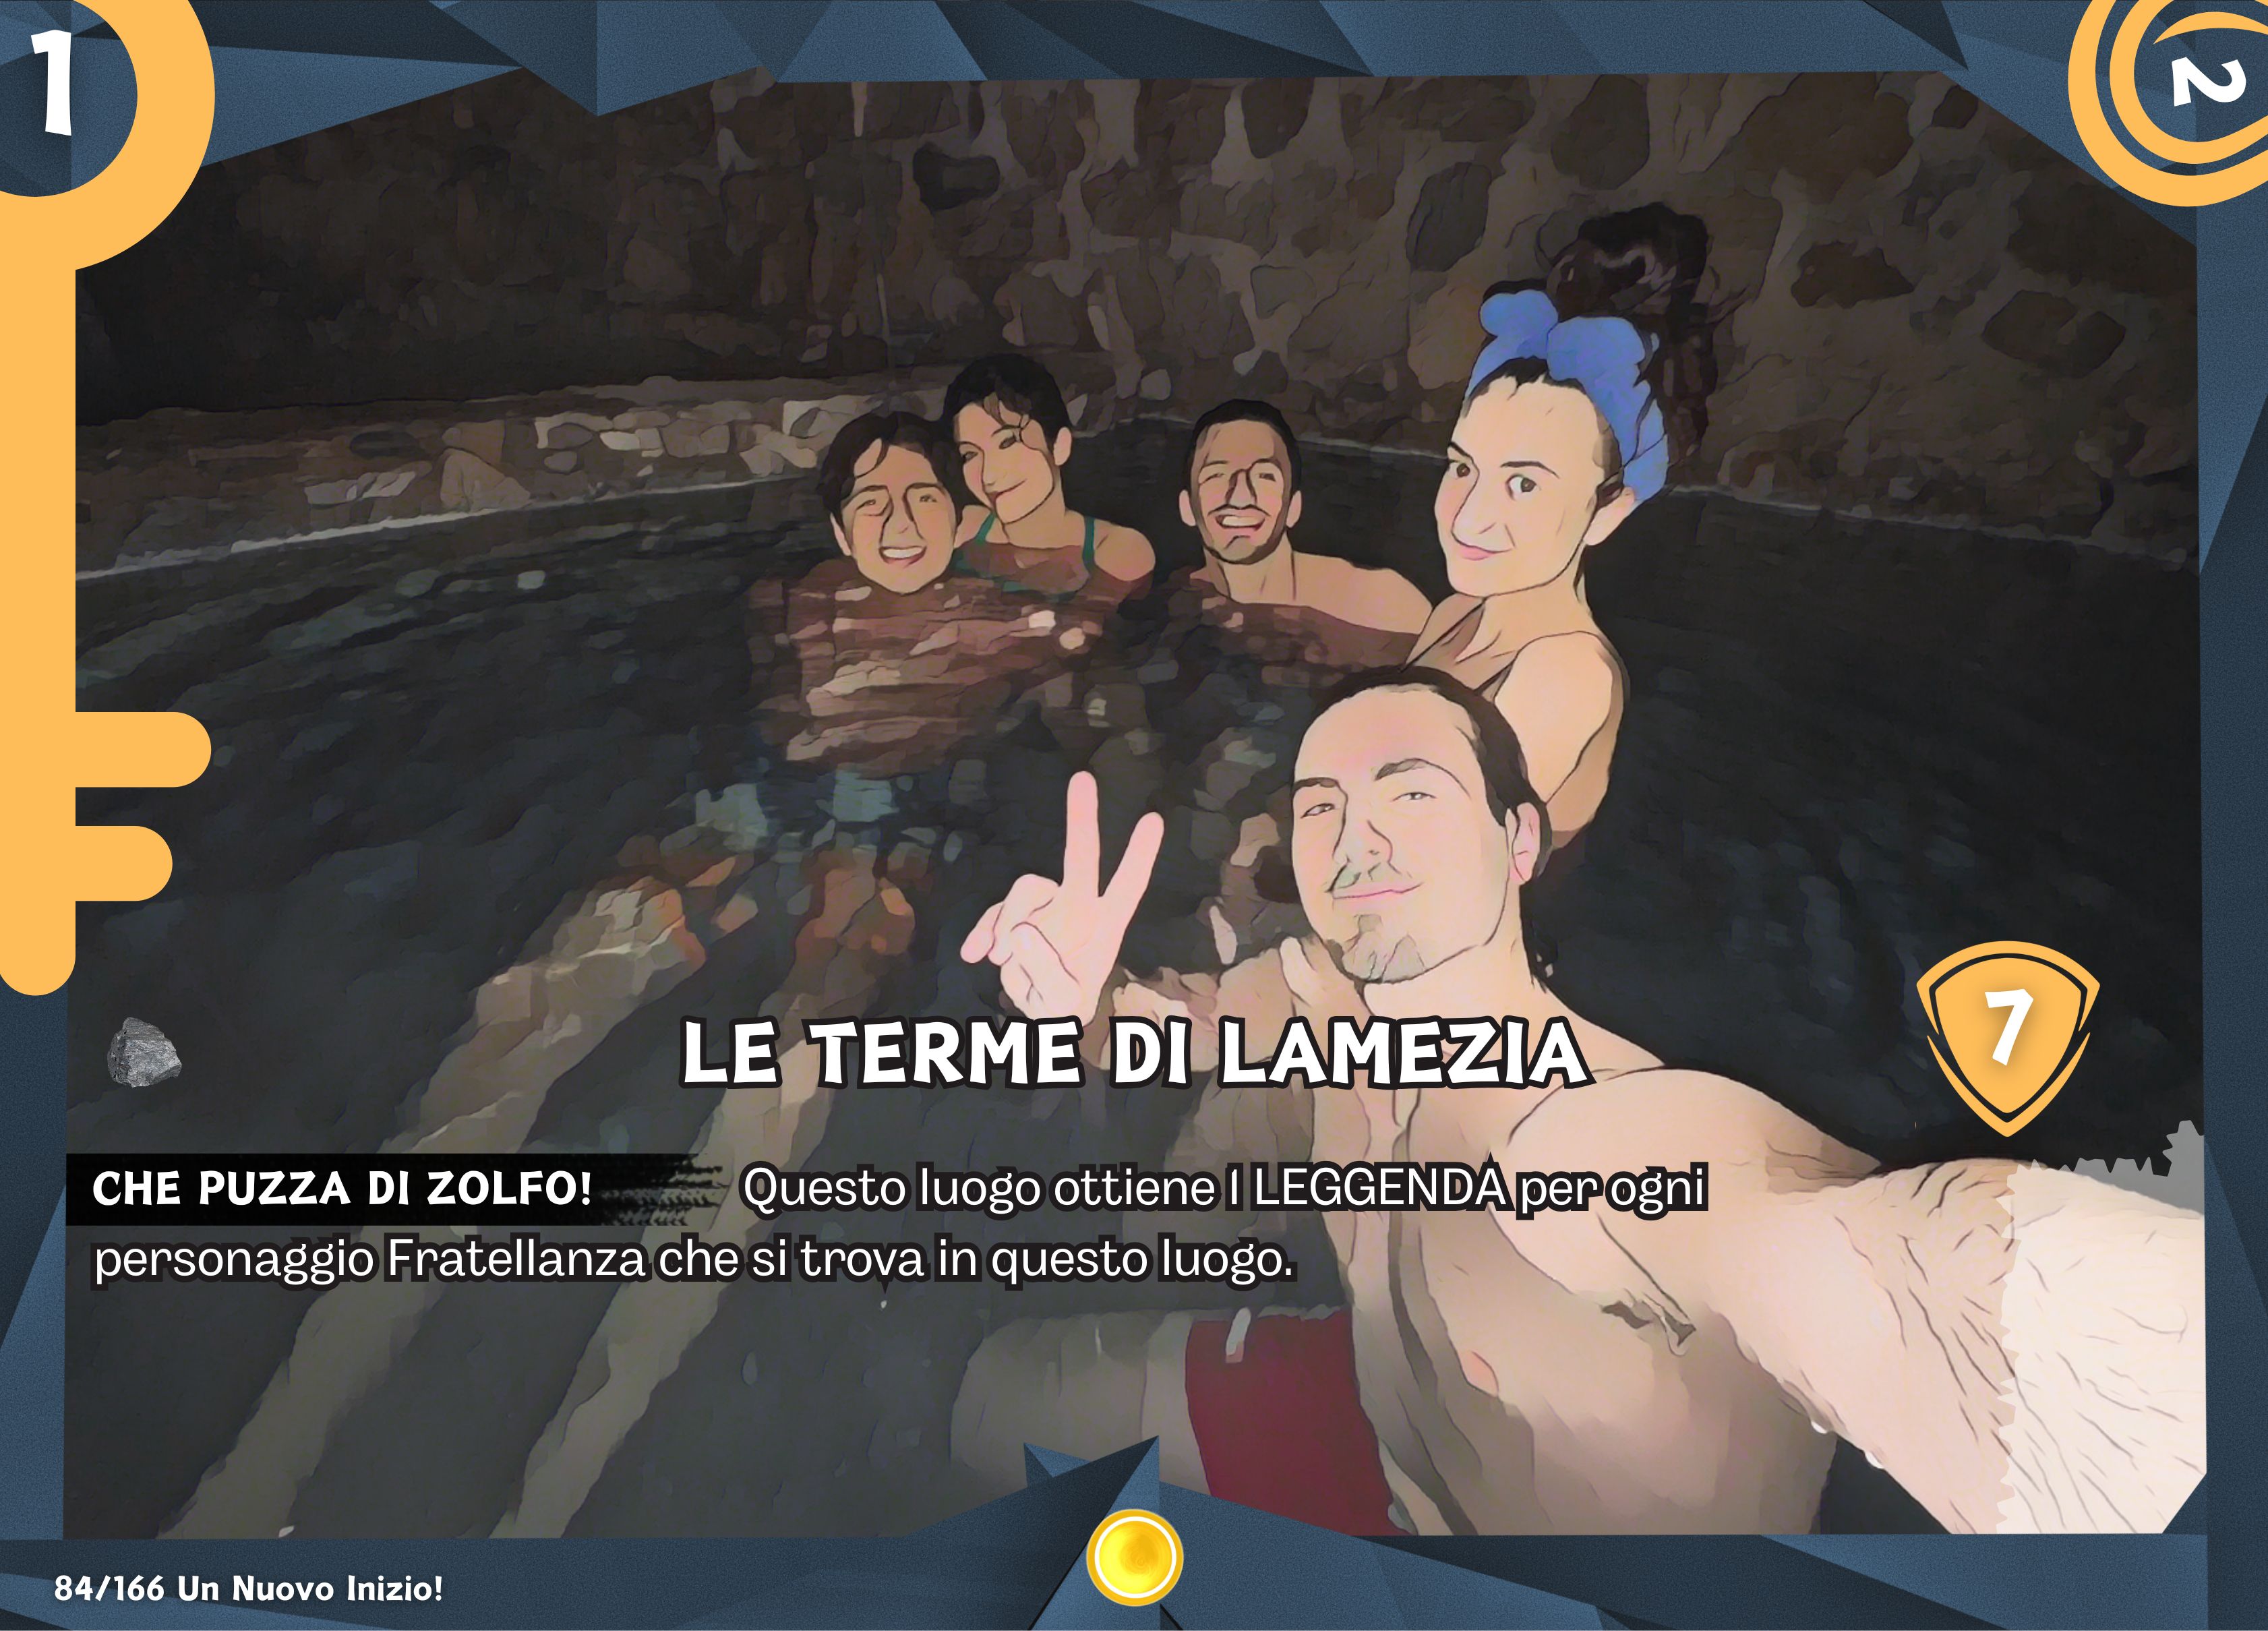 1
2
LE TERME DI LAMEZIA
7
CHE PUZZA DI ZOLFO! Questo luogo ottiene 1 LEGGENDA per ogni
personaggio Fratellanza che si trova in questo luogo.
84/166 Un Nuovo Inizio!